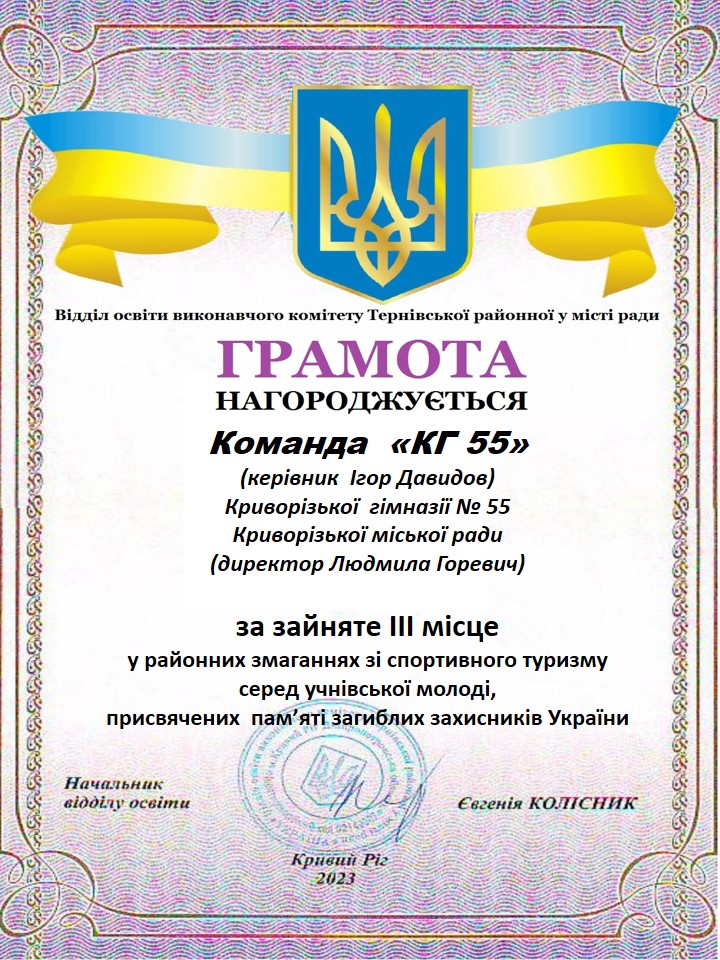 Відділ освіти виконавчого комітету Тернівської районної у місті ради
ГРАМОТА
НАГОРОДЖУЄТЬСЯ
Команда «КГ 55»
(керівник Ігор Давидов)
Криворізької гімназії № 55
Криворізької міської ради
(директор Людмила Горевич)
за зайняте ІІІ місце
у районних змаганнях зі спортивного туризму
серед учнівської молоді,
присвячених пам’яті загиблих захисників України
Начальник
відділу освіти
Євгенія КОЛІСНИК
Кривий Ріг
2023